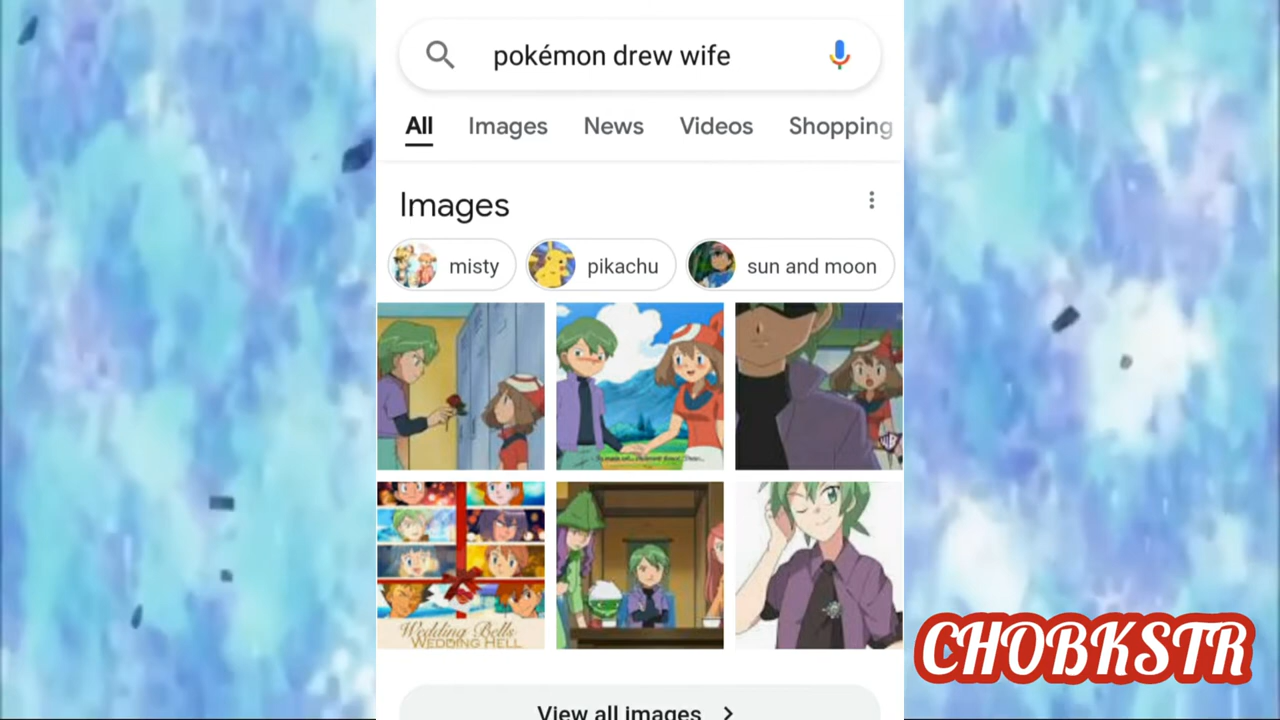 pokémon drew wife
All Images News Videos Shopping
Images
misty pikachu sun and moon
Wedding Bells
WEDDING HELL
CHOBKSTR
View all images